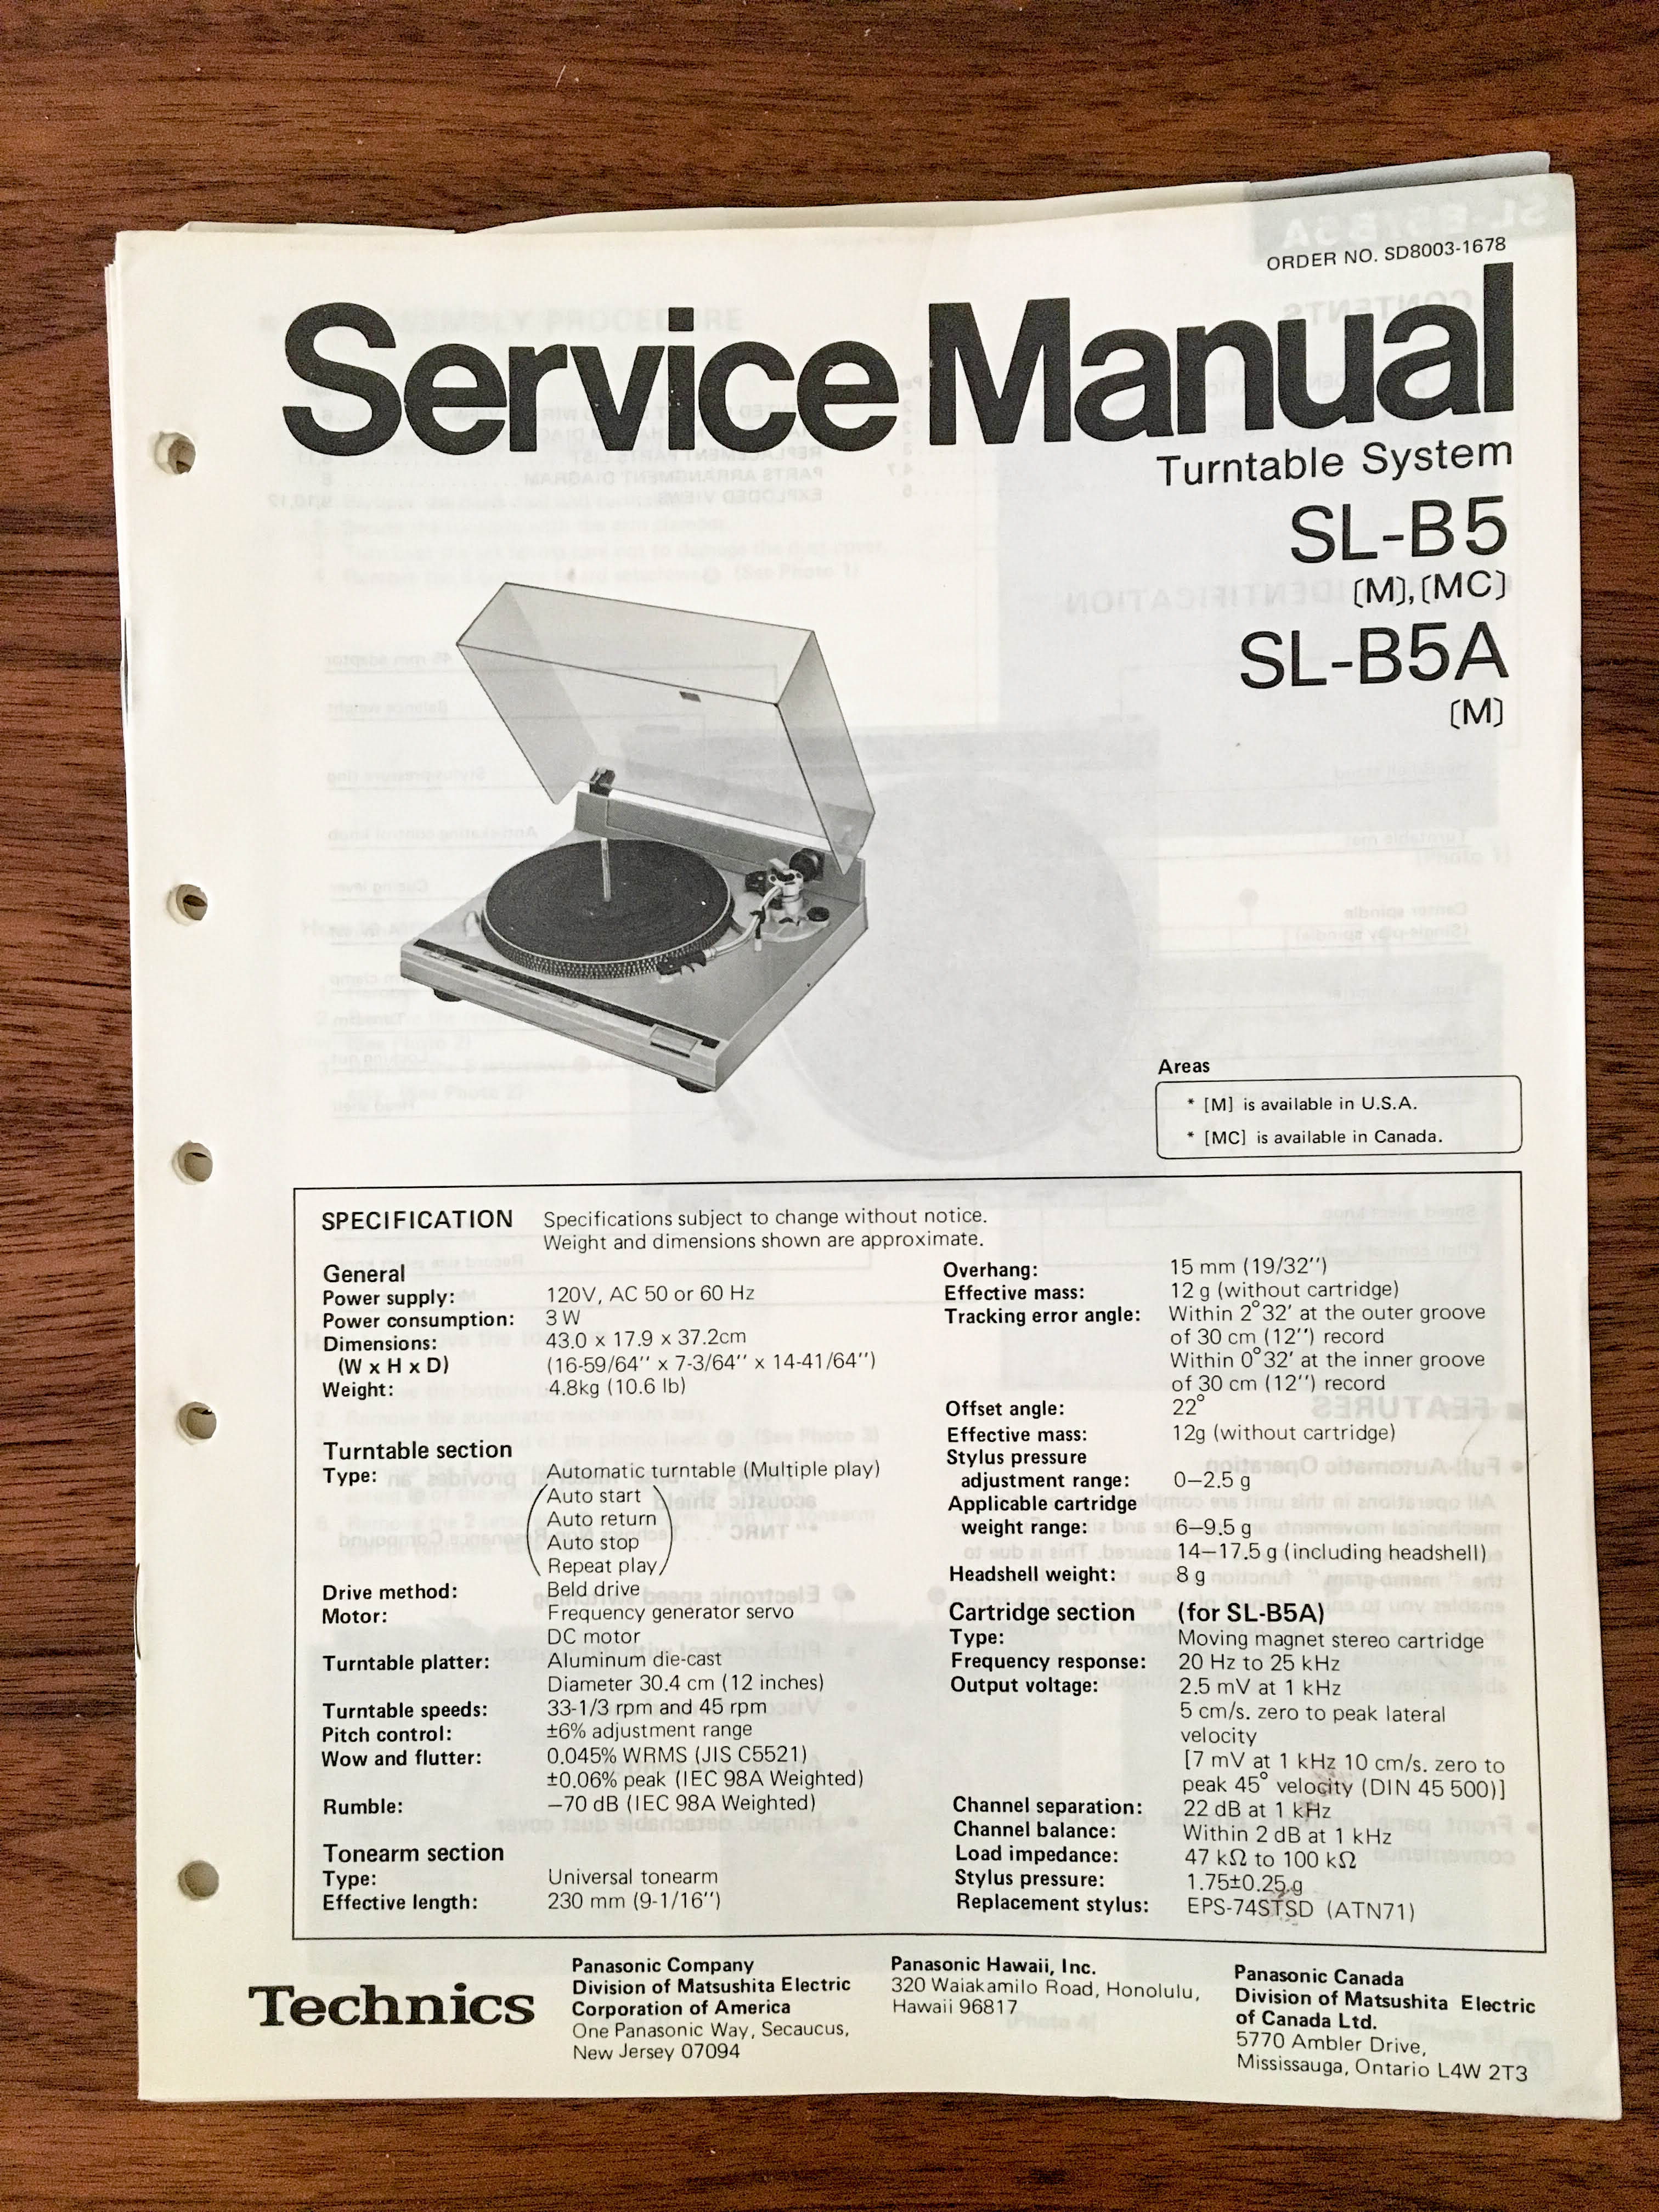 ORDER NO. SD8003-1678
Service Manual
Turntable System
SL-B5
[M], [MC]
SL-B5A
[M]
Areas
* [M] is available in U.S.A.
* [MC] is available in Canada.
SPECIFICATION Specifications subject to change without notice.
Weight and dimensions shown are approximate.
General
Power supply: 120V, AC 50 or 60 Hz
Power consumption: 3 W
Dimensions: 43.0 x 17.9 x 37.2cm
(W x H x D) (16-59/64'' x 7-3/64'' x 14-41/64'')
Weight: 4.8kg (10.6 lb)
Turntable section
Type: Automatic turntable (Multiple play)
(Auto start
Auto return
Auto stop
Repeat play)
Drive method: Beld drive
Motor: Frequency generator servo
DC motor
Turntable platter: Aluminum die-cast
Diameter 30.4 cm (12 inches)
Turntable speeds: 33-1/3 rpm and 45 rpm
Pitch control: ±6% adjustment range
Wow and flutter: 0.045% WRMS (JIS C5521)
±0.06% peak (IEC 98A Weighted)
Rumble: −70 dB (IEC 98A Weighted)
Tonearm section
Type: Universal tonearm
Effective length: 230 mm (9-1/16'')
Overhang: 15 mm (19/32'')
Effective mass: 12 g (without cartridge)
Tracking error angle: Within 2°32' at the outer groove
of 30 cm (12'') record
Within 0°32' at the inner groove
of 30 cm (12'') record
Offset angle: 22°
Effective mass: 12g (without cartridge)
Stylus pressure
adjustment range: 0−2.5 g
Applicable cartridge
weight range: 6−9.5 g
14−17.5 g (including headshell)
Headshell weight: 8 g
Cartridge section (for SL-B5A)
Type: Moving magnet stereo cartridge
Frequency response: 20 Hz to 25 kHz
Output voltage: 2.5 mV at 1 kHz
5 cm/s. zero to peak lateral
velocity
[7 mV at 1 kHz 10 cm/s. zero to
peak 45° velocity (DIN 45 500)]
Channel separation: 22 dB at 1 kHz
Channel balance: Within 2 dB at 1 kHz
Load impedance: 47 kΩ to 100 kΩ
Stylus pressure: 1.75±0.25 g
Replacement stylus: EPS-74STSD (ATN71)
Technics
Panasonic Company
Division of Matsushita Electric
Corporation of America
One Panasonic Way, Secaucus,
New Jersey 07094
Panasonic Hawaii, Inc.
320 Waiakamilo Road, Honolulu,
Hawaii 96817
Panasonic Canada
Division of Matsushita Electric
of Canada Ltd.
5770 Ambler Drive,
Mississauga, Ontario L4W 2T3